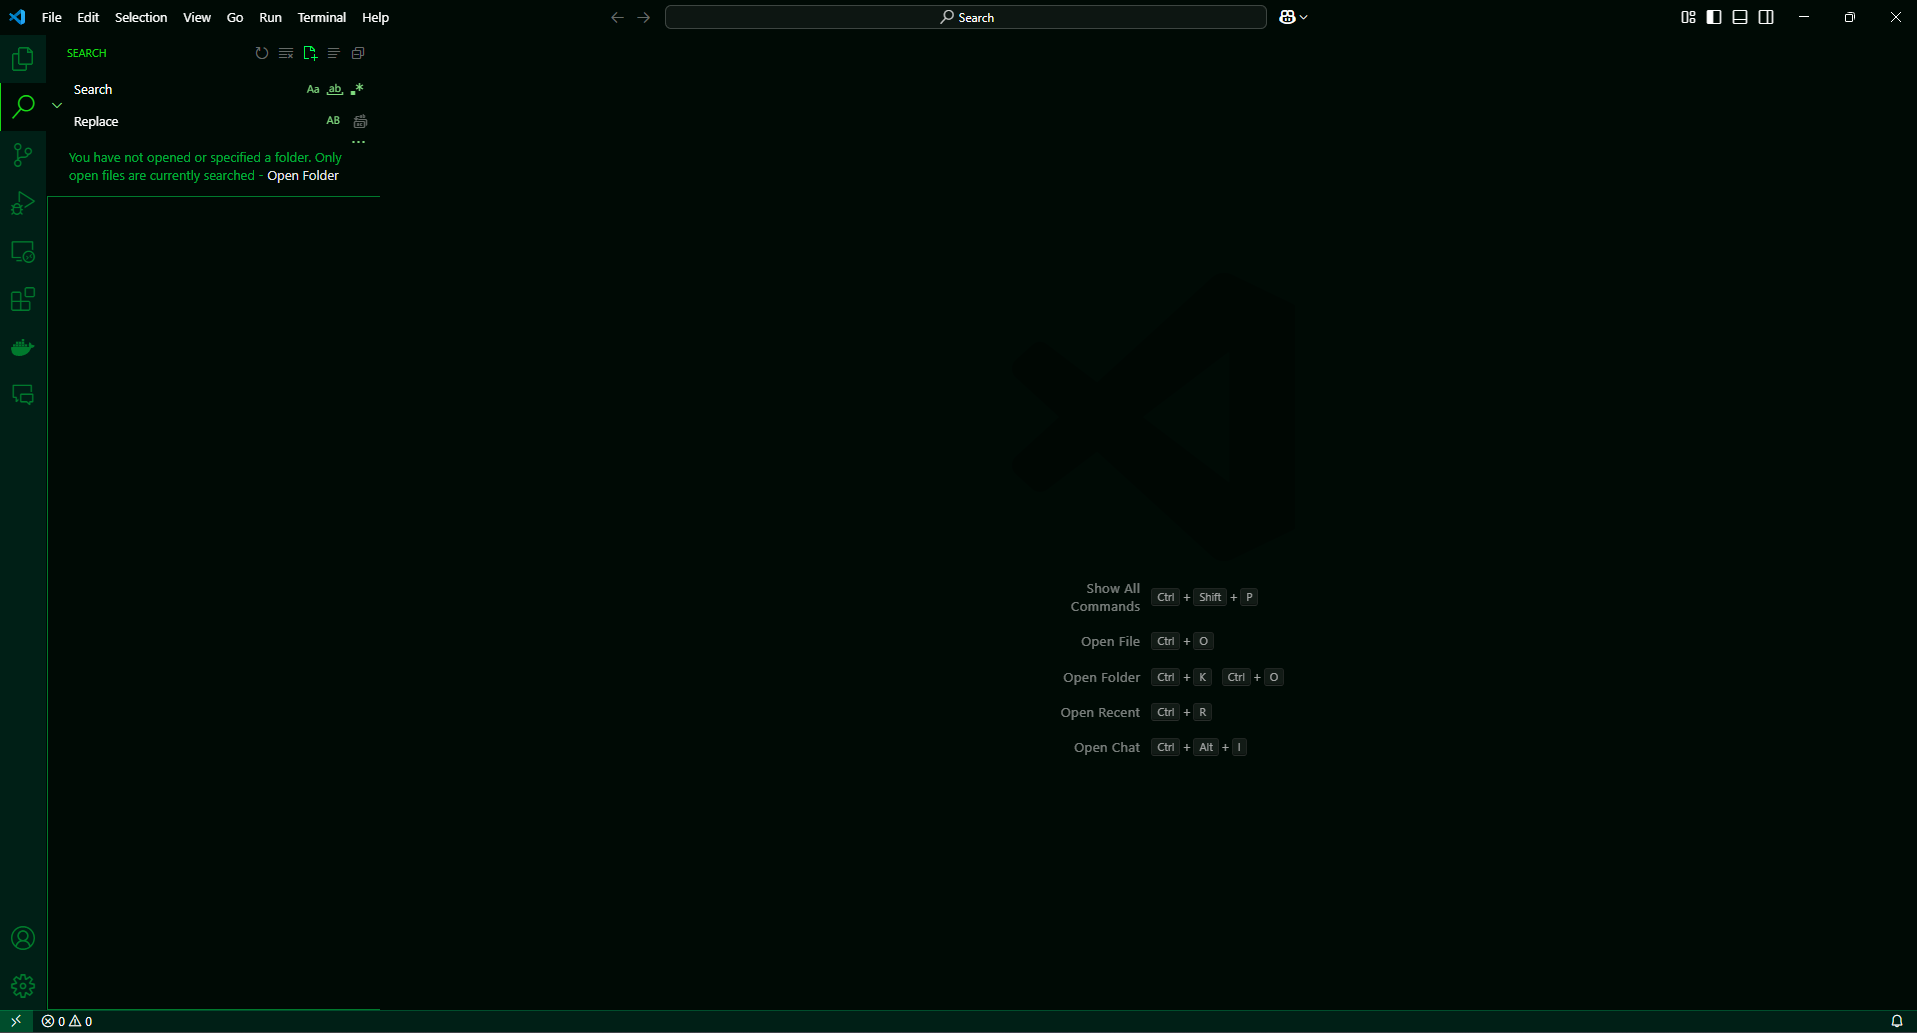 File Edit Selection View Go Run Terminal Help
Search
SEARCH
Search
Aa ab .*
Replace
AB
...
You have not opened or specified a folder. Only
open files are currently searched - Open Folder
Show All
Commands
Ctrl + Shift + P
Open File Ctrl + O
Open Folder Ctrl + K Ctrl + O
Open Recent Ctrl + R
Open Chat Ctrl + Alt + I
0 0